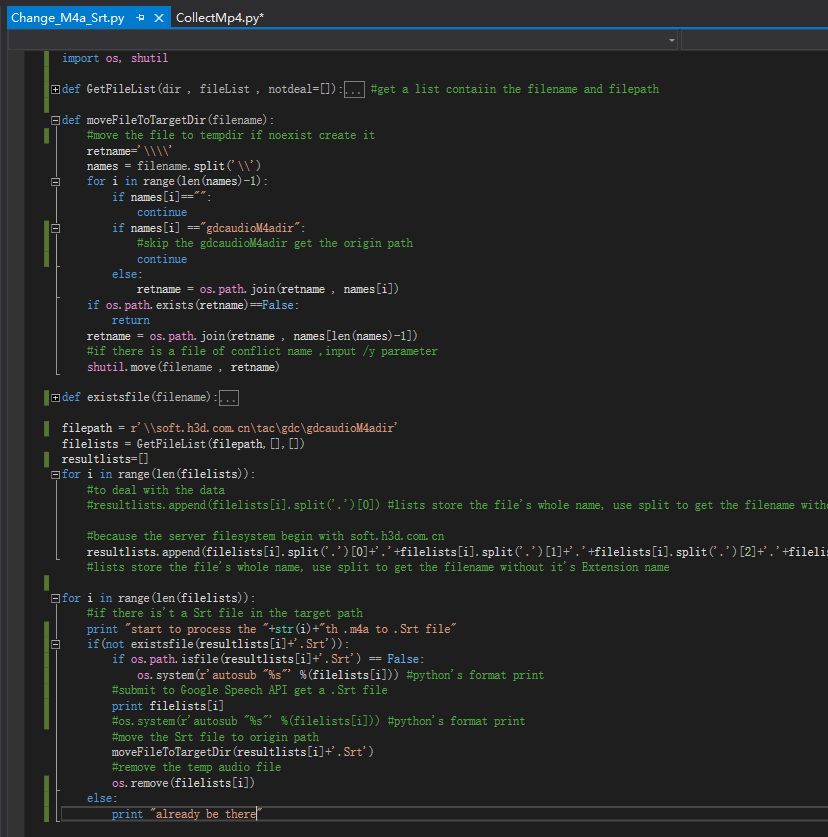 Change_M4a_Srt.py
CollectMp4.py*
import os, shutil
def GetFileList(dir , fileList , notdeal=[]):... #get a list contaiin the filename and filepath
def moveFileToTargetDir(filename):
#move the file to tempdir if noexist create it
retname='\\\\'
names = filename.split('\\')
for i in range(len(names)-1):
if names[i]=="":
continue
if names[i] =="gdcaudioM4adir":
#skip the gdcaudioM4adir get the origin path
continue
else:
retname = os.path.join(retname , names[i])
if os.path.exists(retname)==False:
return
retname = os.path.join(retname , names[len(names)-1])
#if there is a file of conflict name ,input /y parameter
shutil.move(filename , retname)
def existsfile(filename):...
filepath = r'\\soft.h3d.com.cn\tac\gdc\gdcaudioM4adir'
filelists = GetFileList(filepath,[],[])
resultlists=[]
for i in range(len(filelists)):
#to deal with the data
#resultlists.append(filelists[i].split('.')[0]) #lists store the file's whole name, use split to get the filename with
#because the server filesystem begin with soft.h3d.com.cn
resultlists.append(filelists[i].split('.')[0]+'.'+filelists[i].split('.')[1]+'.'+filelists[i].split('.')[2]+'.'+fileli
#lists store the file's whole name, use split to get the filename without it's Extension name
for i in range(len(filelists)):
#if there is't a Srt file in the target path
print "start to process the "+str(i)+"th .m4a to .Srt file"
if(not existsfile(resultlists[i]+'.Srt')):
if os.path.isfile(resultlists[i]+'.Srt') == False:
os.system(r'autosub "%s"' %(filelists[i])) #python's format print
#submit to Google Speech API get a .Srt file
print filelists[i]
#os.system(r'autosub "%s"' %(filelists[i])) #python's format print
#move the Srt file to origin path
moveFileToTargetDir(resultlists[i]+'.Srt')
#remove the temp audio file
os.remove(filelists[i])
else:
print "already be there"